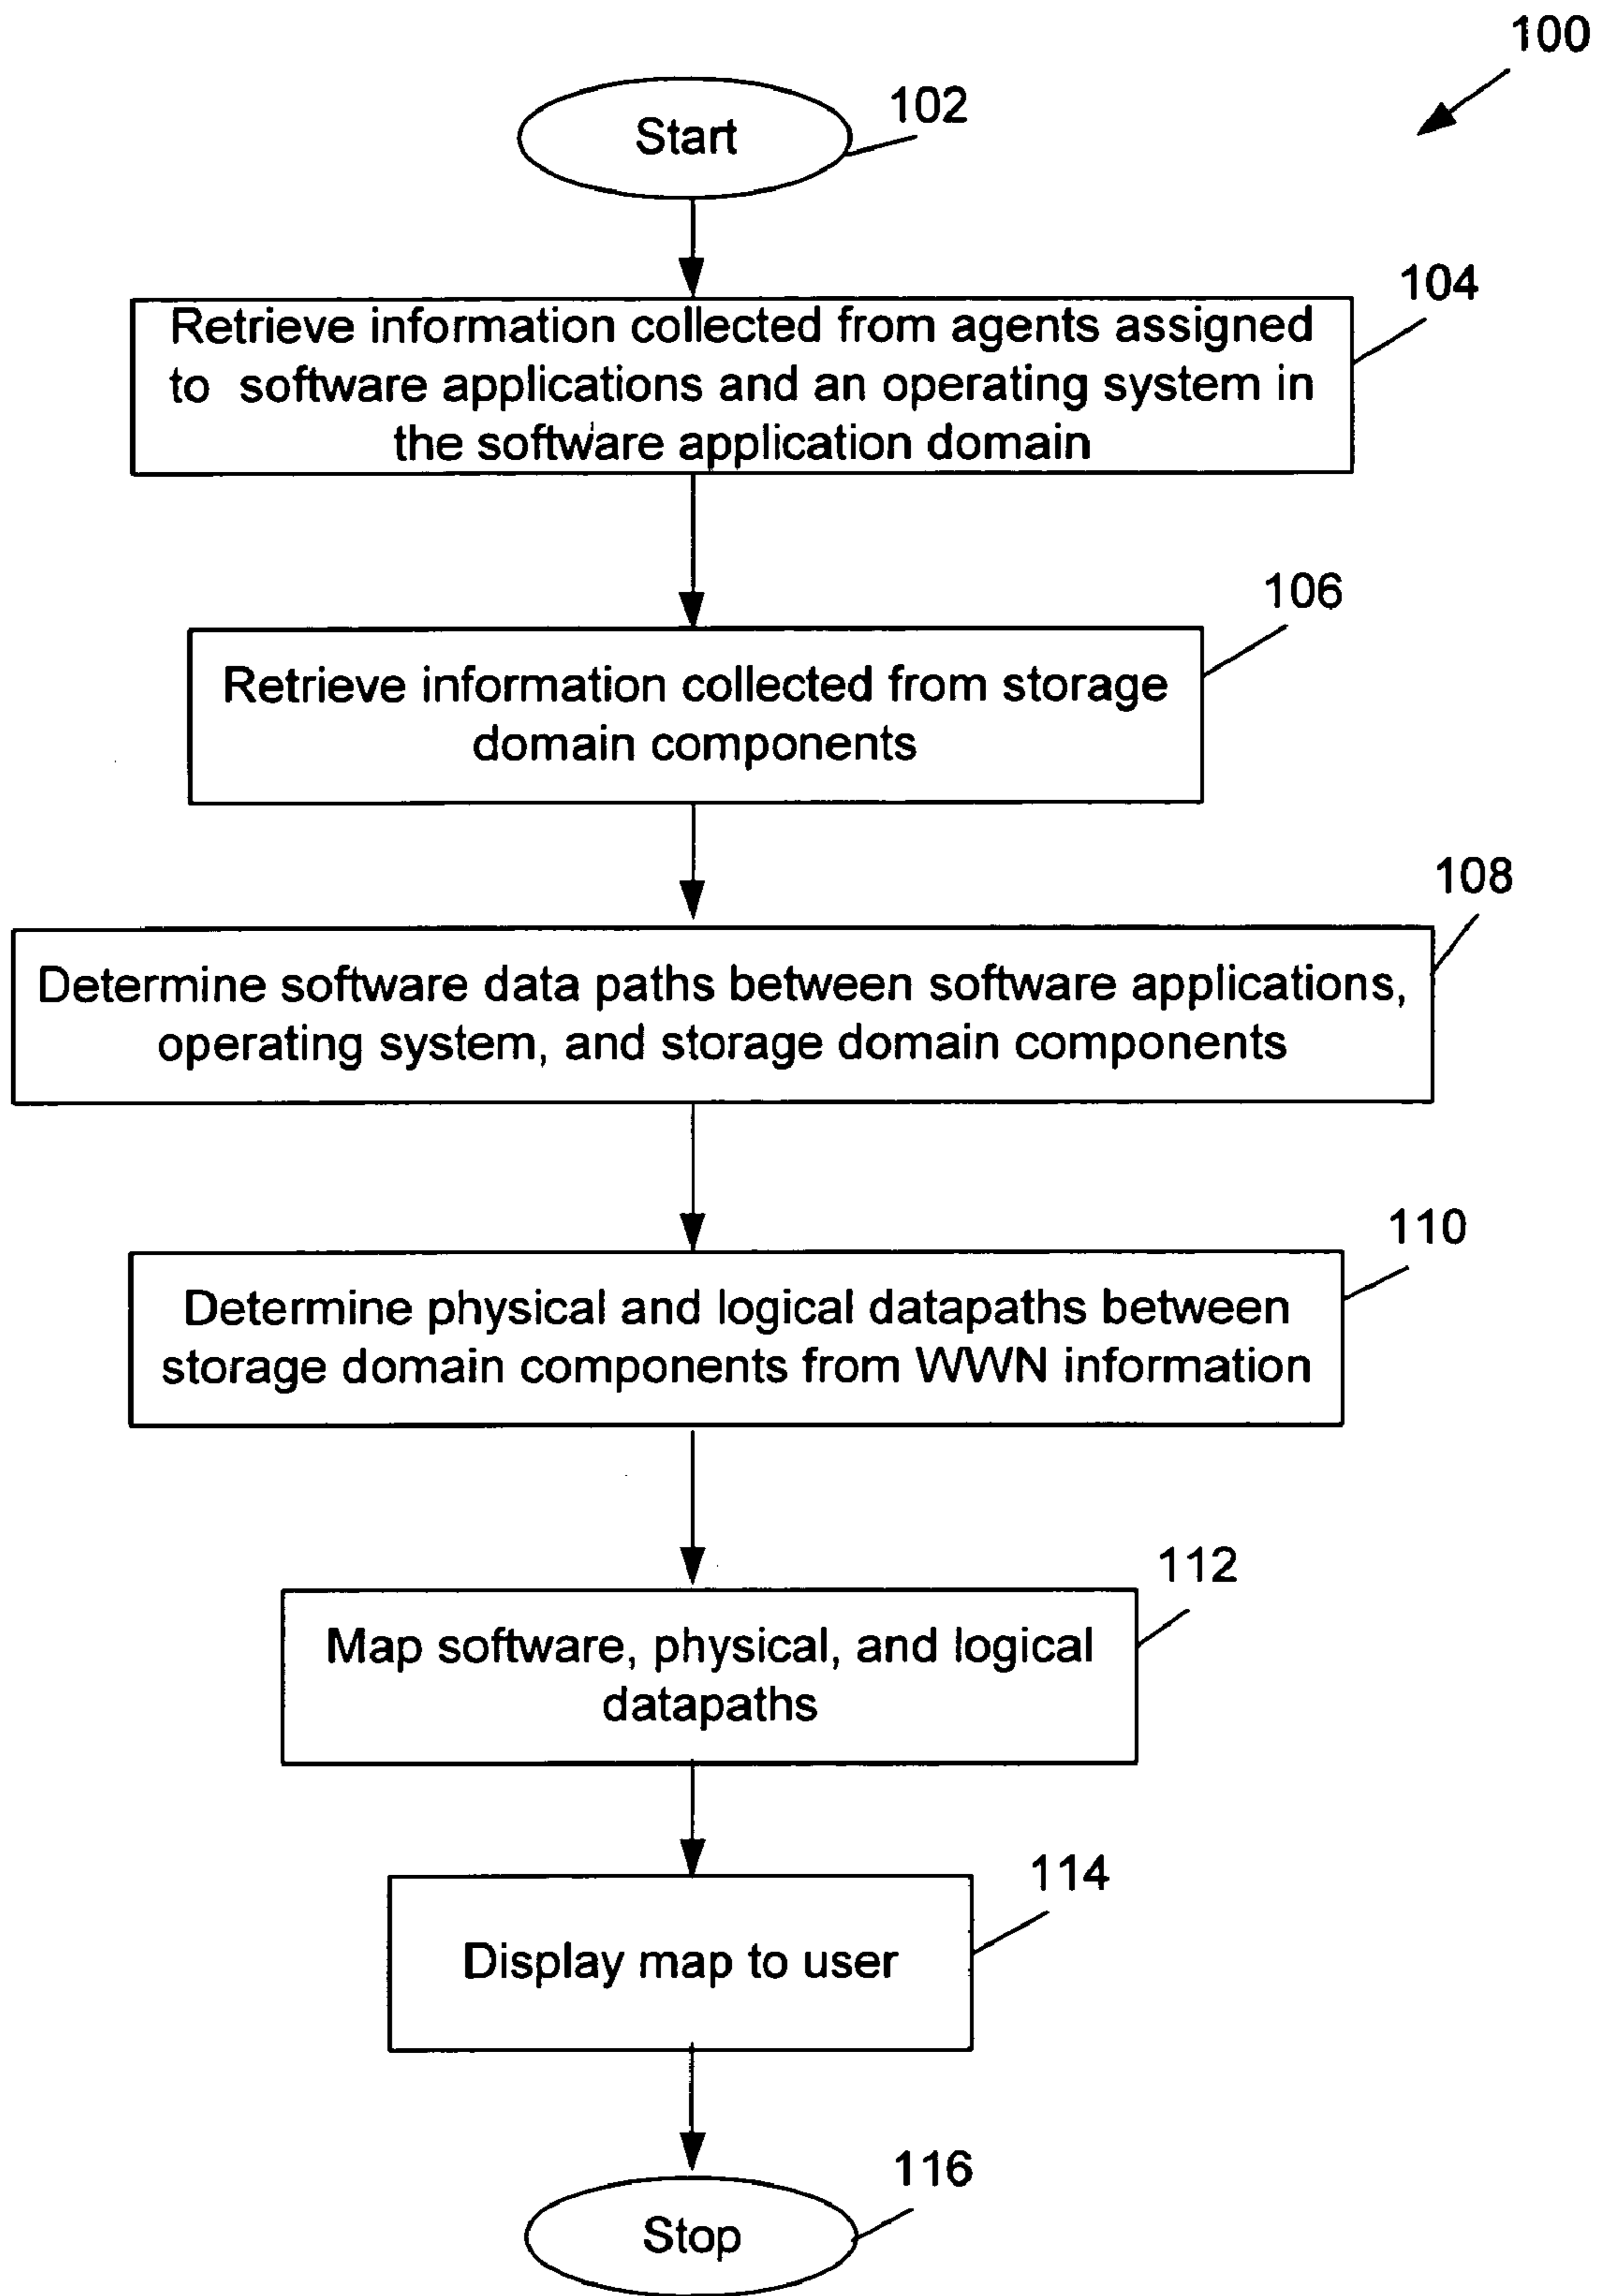 100
102
Start
104
Retrieve information collected from agents assigned
to software applications and an operating system in
the software application domain
106
Retrieve information collected from storage
domain components
108
Determine software data paths between software applications,
operating system, and storage domain components
110
Determine physical and logical datapaths between
storage domain components from WWN information
112
Map software, physical, and logical
datapaths
114
Display map to user
116
Stop